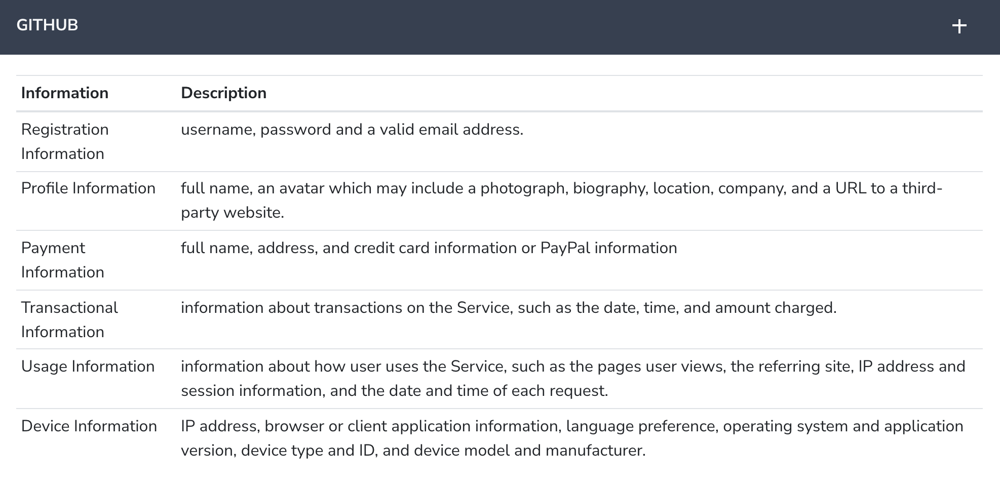 GITHUB
Information Description
Registration username, password and a valid email address.
Information
Profile Information full name, an avatar which may include a photograph, biography, location, company, and a URL to a third-
party website.
Payment full name, address, and credit card information or PayPal information
Information
Transactional information about transactions on the Service, such as the date, time, and amount charged.
Information
Usage Information information about how user uses the Service, such as the pages user views, the referring site, IP address and
session information, and the date and time of each request.
Device Information IP address, browser or client application information, language preference, operating system and application
version, device type and ID, and device model and manufacturer.